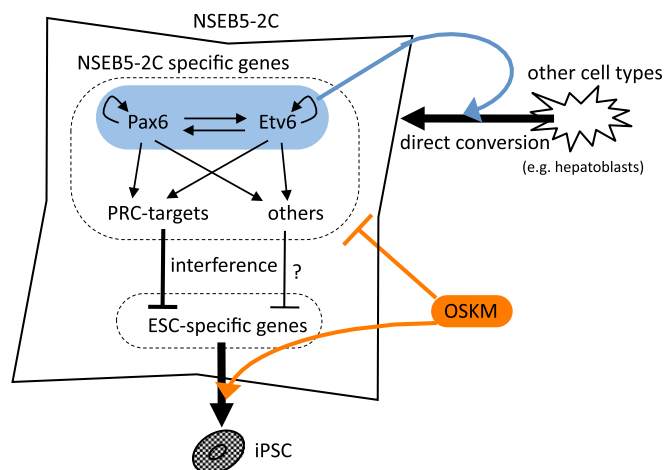 NSEB5-2C
NSEB5-2C specific genes
other cell types
Pax6
Etv6
direct conversion
(e.g. hepatoblasts)
PRC-targets
others
interference
?
OSKM
ESC-specific genes
iPSC